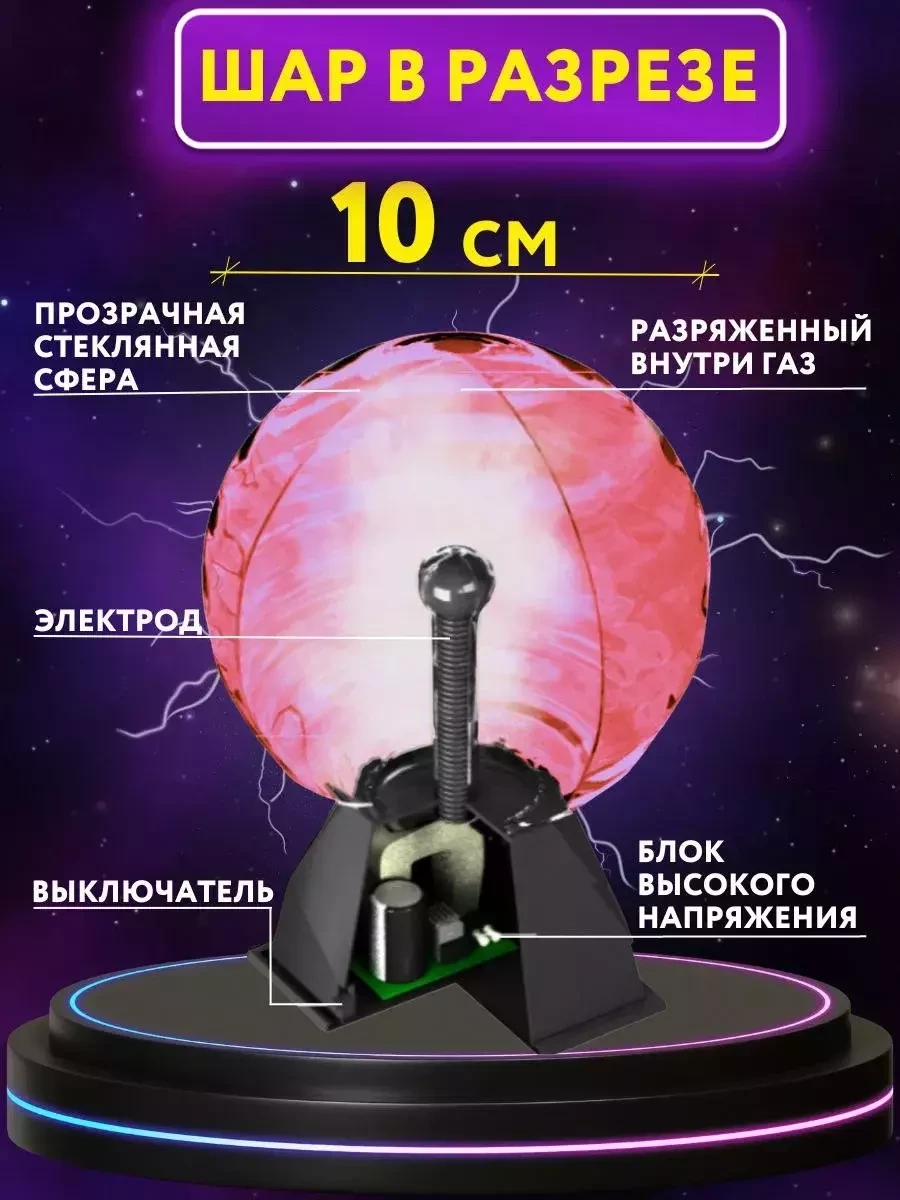 ШАР В РАЗРЕЗЕ
10 СМ
ПРОЗРАЧНАЯ
СТЕКЛЯННАЯ
СФЕРА
РАЗРЯЖЕННЫЙ
ВНУТРИ ГАЗ
ЭЛЕКТРОД
ВЫКЛЮЧАТЕЛЬ
БЛОК
ВЫСОКОГО
НАПРЯЖЕНИЯ